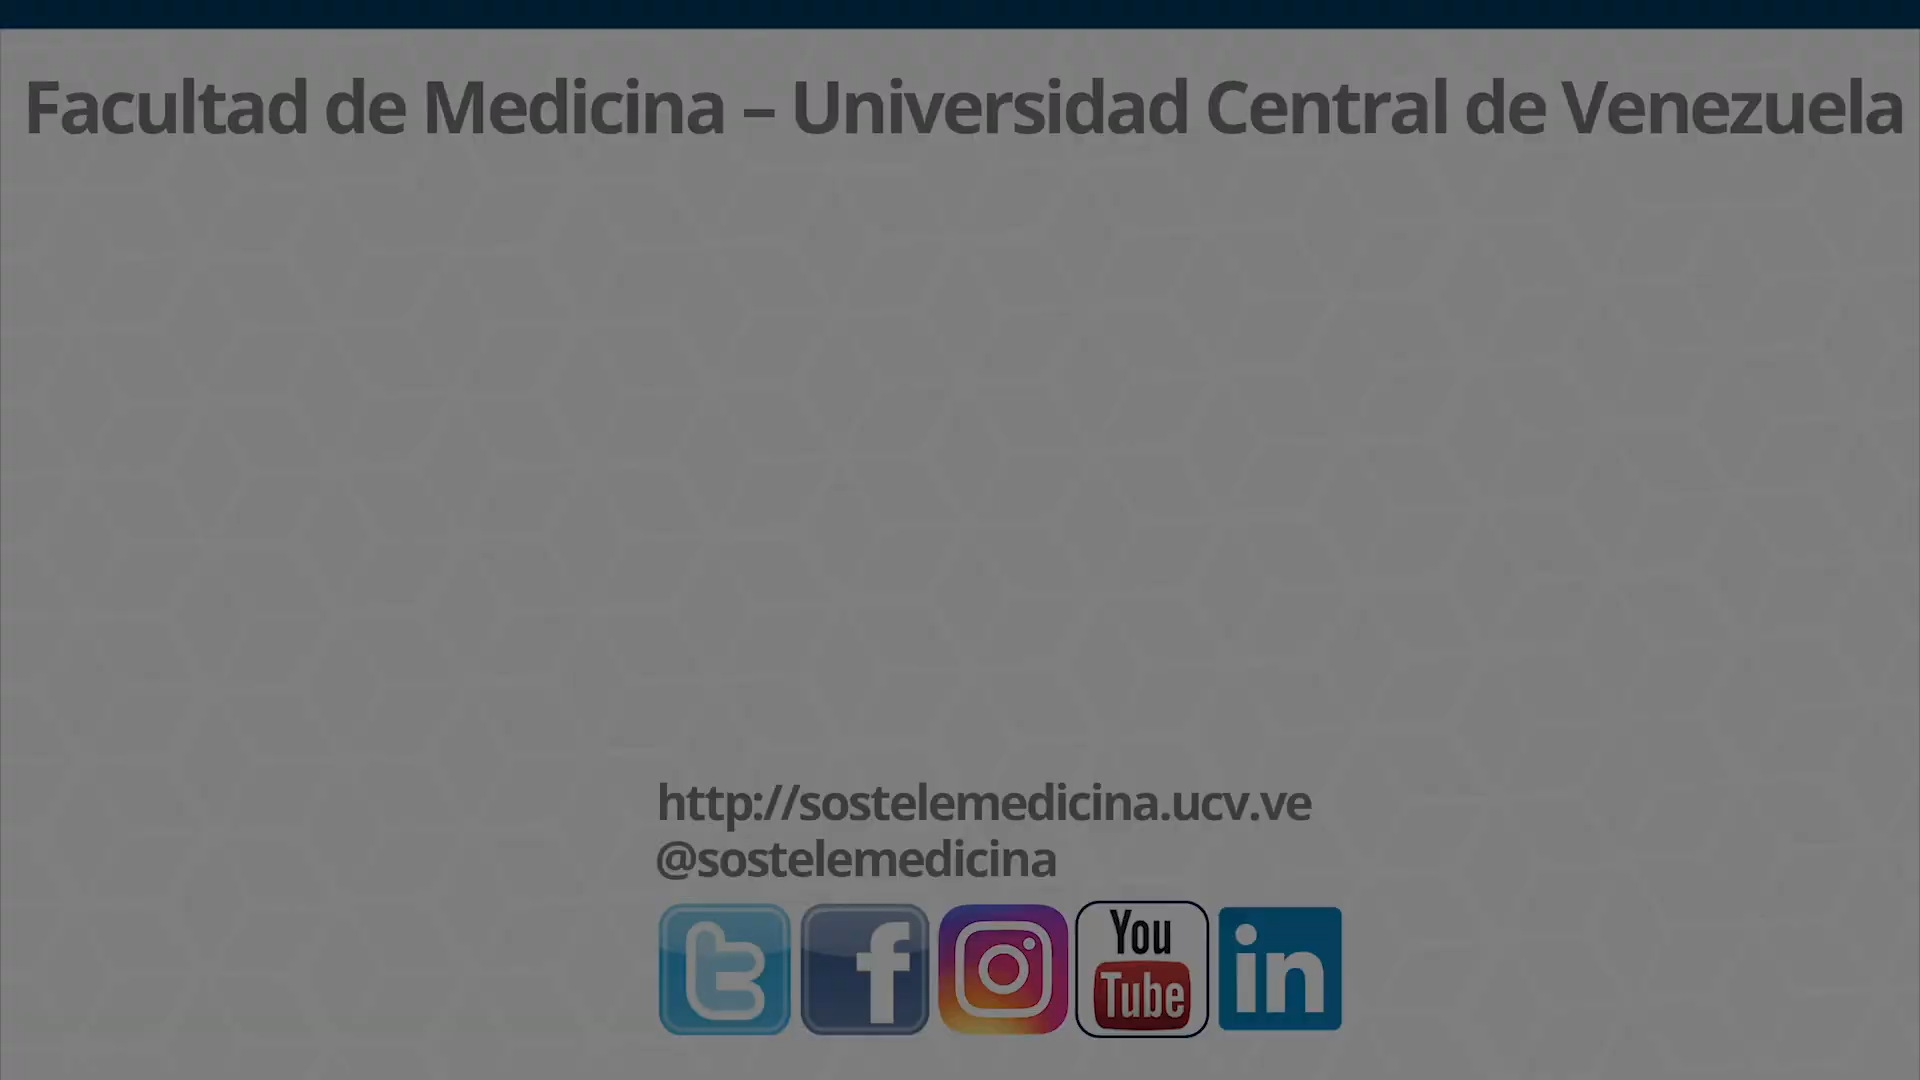 Facultad de Medicina – Universidad Central de Venezuela
http://sostelemedicina.ucv.ve
@sostelemedicina
t f You Tube in